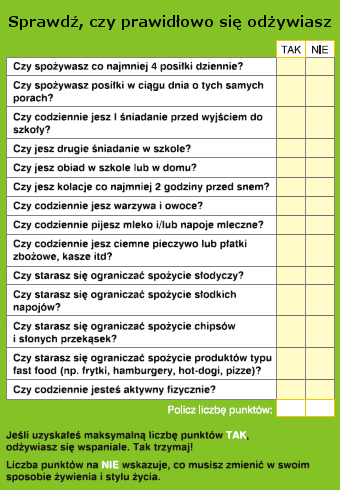 Sprawdź, czy prawidłowo się odżywiasz
TAK NIE
Czy spożywasz co najmniej 4 posiłki dziennie?
Czy spożywasz posiłki w ciągu dnia o tych samych
porach?
Czy codziennie jesz I śniadanie przed wyjściem do
szkoły?
Czy jesz drugie śniadanie w szkole?
Czy jesz obiad w szkole lub w domu?
Czy jesz kolacje co najmniej 2 godziny przed snem?
Czy codziennie jesz warzywa i owoce?
Czy codziennie pijesz mleko i/lub napoje mleczne?
Czy codziennie jesz ciemne pieczywo lub płatki
zbożowe, kasze itd?
Czy starasz się ograniczać spożycie słodyczy?
Czy starasz się ograniczać spożycie słodkich
napojów?
Czy starasz się ograniczać spożycie chipsów
i słonych przekąsek?
Czy starasz się ograniczać spożycie produktów typu
fast food (np. frytki, hamburgery, hot-dogi, pizze)?
Czy codziennie jesteś aktywny fizycznie?
Policz liczbę punktów:
Jeśli uzyskałeś maksymalną liczbę punktów TAK,
odżywiasz się wspaniale. Tak trzymaj!
Liczba punktów na NIE wskazuje, co musisz zmienić w swoim
sposobie żywienia i stylu życia.